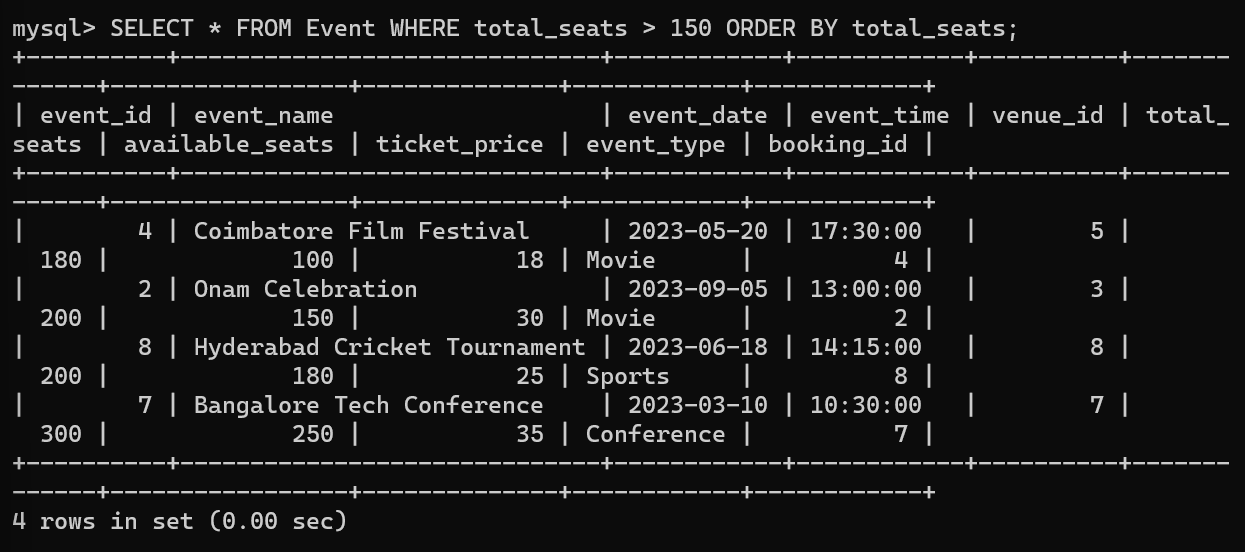 mysql> SELECT * FROM Event WHERE total_seats > 150 ORDER BY total_seats;
+----------+------------------------------+------------+------------+----------+-------
------+-----------------+--------------+------------+------------+
| event_id | event_name                   | event_date | event_time | venue_id | total_
seats | available_seats | ticket_price | event_type | booking_id |
+----------+------------------------------+------------+------------+----------+-------
------+-----------------+--------------+------------+------------+
|        4 | Coimbatore Film Festival     | 2023-05-20 | 17:30:00   |        5 |
  180 |             100 |           18 | Movie      |          4 |
|        2 | Onam Celebration             | 2023-09-05 | 13:00:00   |        3 |
  200 |             150 |           30 | Movie      |          2 |
|        8 | Hyderabad Cricket Tournament | 2023-06-18 | 14:15:00   |        8 |
  200 |             180 |           25 | Sports     |          8 |
|        7 | Bangalore Tech Conference    | 2023-03-10 | 10:30:00   |        7 |
  300 |             250 |           35 | Conference |          7 |
+----------+------------------------------+------------+------------+----------+-------
------+-----------------+--------------+------------+------------+
4 rows in set (0.00 sec)